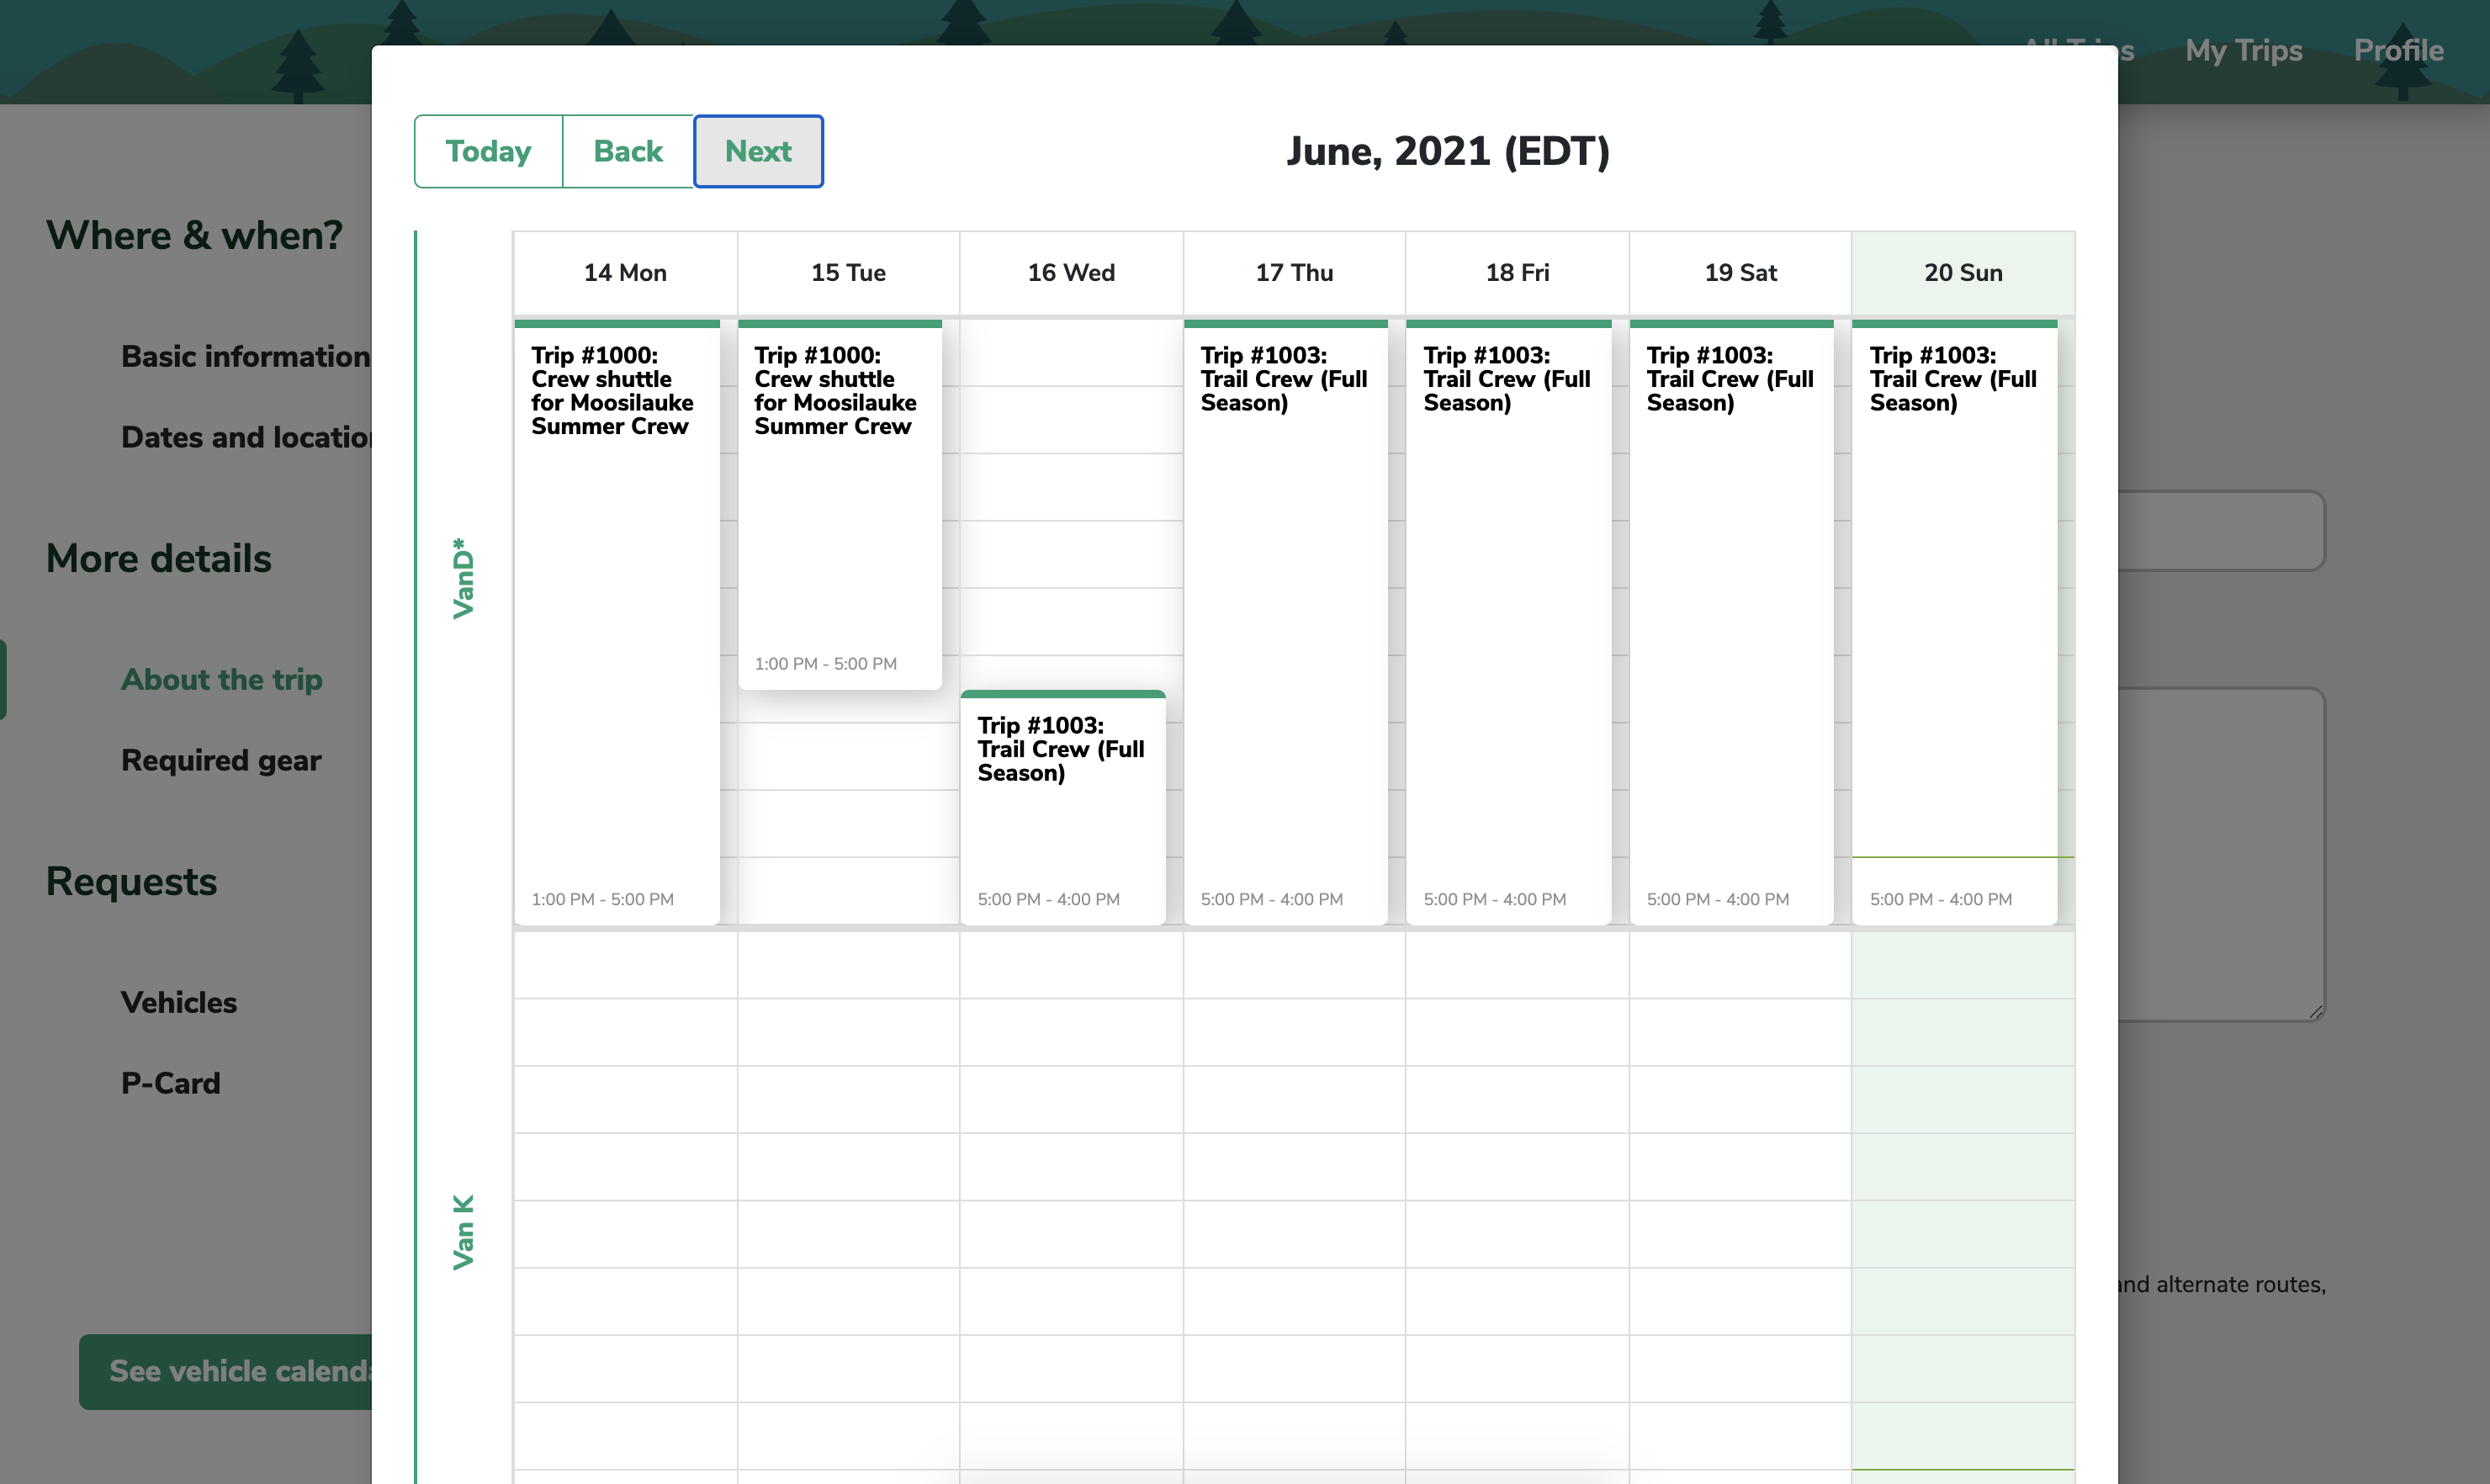 All Trips My Trips Profile
Today Back Next
June, 2021 (EDT)
Where & when?
Basic information
Dates and location
More details
About the trip
Required gear
Requests
Vehicles
P-Card
See vehicle calenda
14 Mon 15 Tue 16 Wed 17 Thu 18 Fri 19 Sat 20 Sun
VanD*
Trip #1000:
Crew shuttle
for Moosilauke
Summer Crew
1:00 PM - 5:00 PM
Trip #1000:
Crew shuttle
for Moosilauke
Summer Crew
1:00 PM - 5:00 PM
Trip #1003:
Trail Crew (Full
Season)
5:00 PM - 4:00 PM
Trip #1003:
Trail Crew (Full
Season)
5:00 PM - 4:00 PM
Trip #1003:
Trail Crew (Full
Season)
5:00 PM - 4:00 PM
Trip #1003:
Trail Crew (Full
Season)
5:00 PM - 4:00 PM
Trip #1003:
Trail Crew (Full
Season)
5:00 PM - 4:00 PM
Van K
and alternate routes,